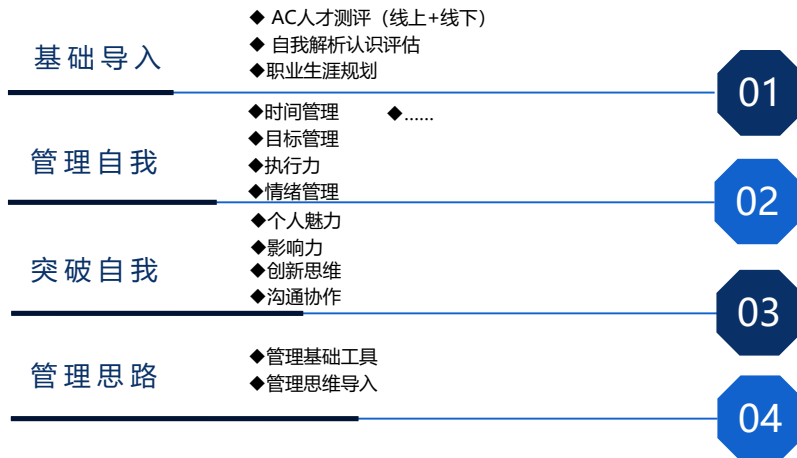 基础导入
◆ AC人才测评（线上+线下）
◆ 自我解析认识评估
◆职业生涯规划
01
管理自我
◆时间管理 ◆……
◆目标管理
◆执行力
◆情绪管理
02
突破自我
◆个人魅力
◆影响力
◆创新思维
◆沟通协作
03
管理思路
◆管理基础工具
◆管理思维导入
04